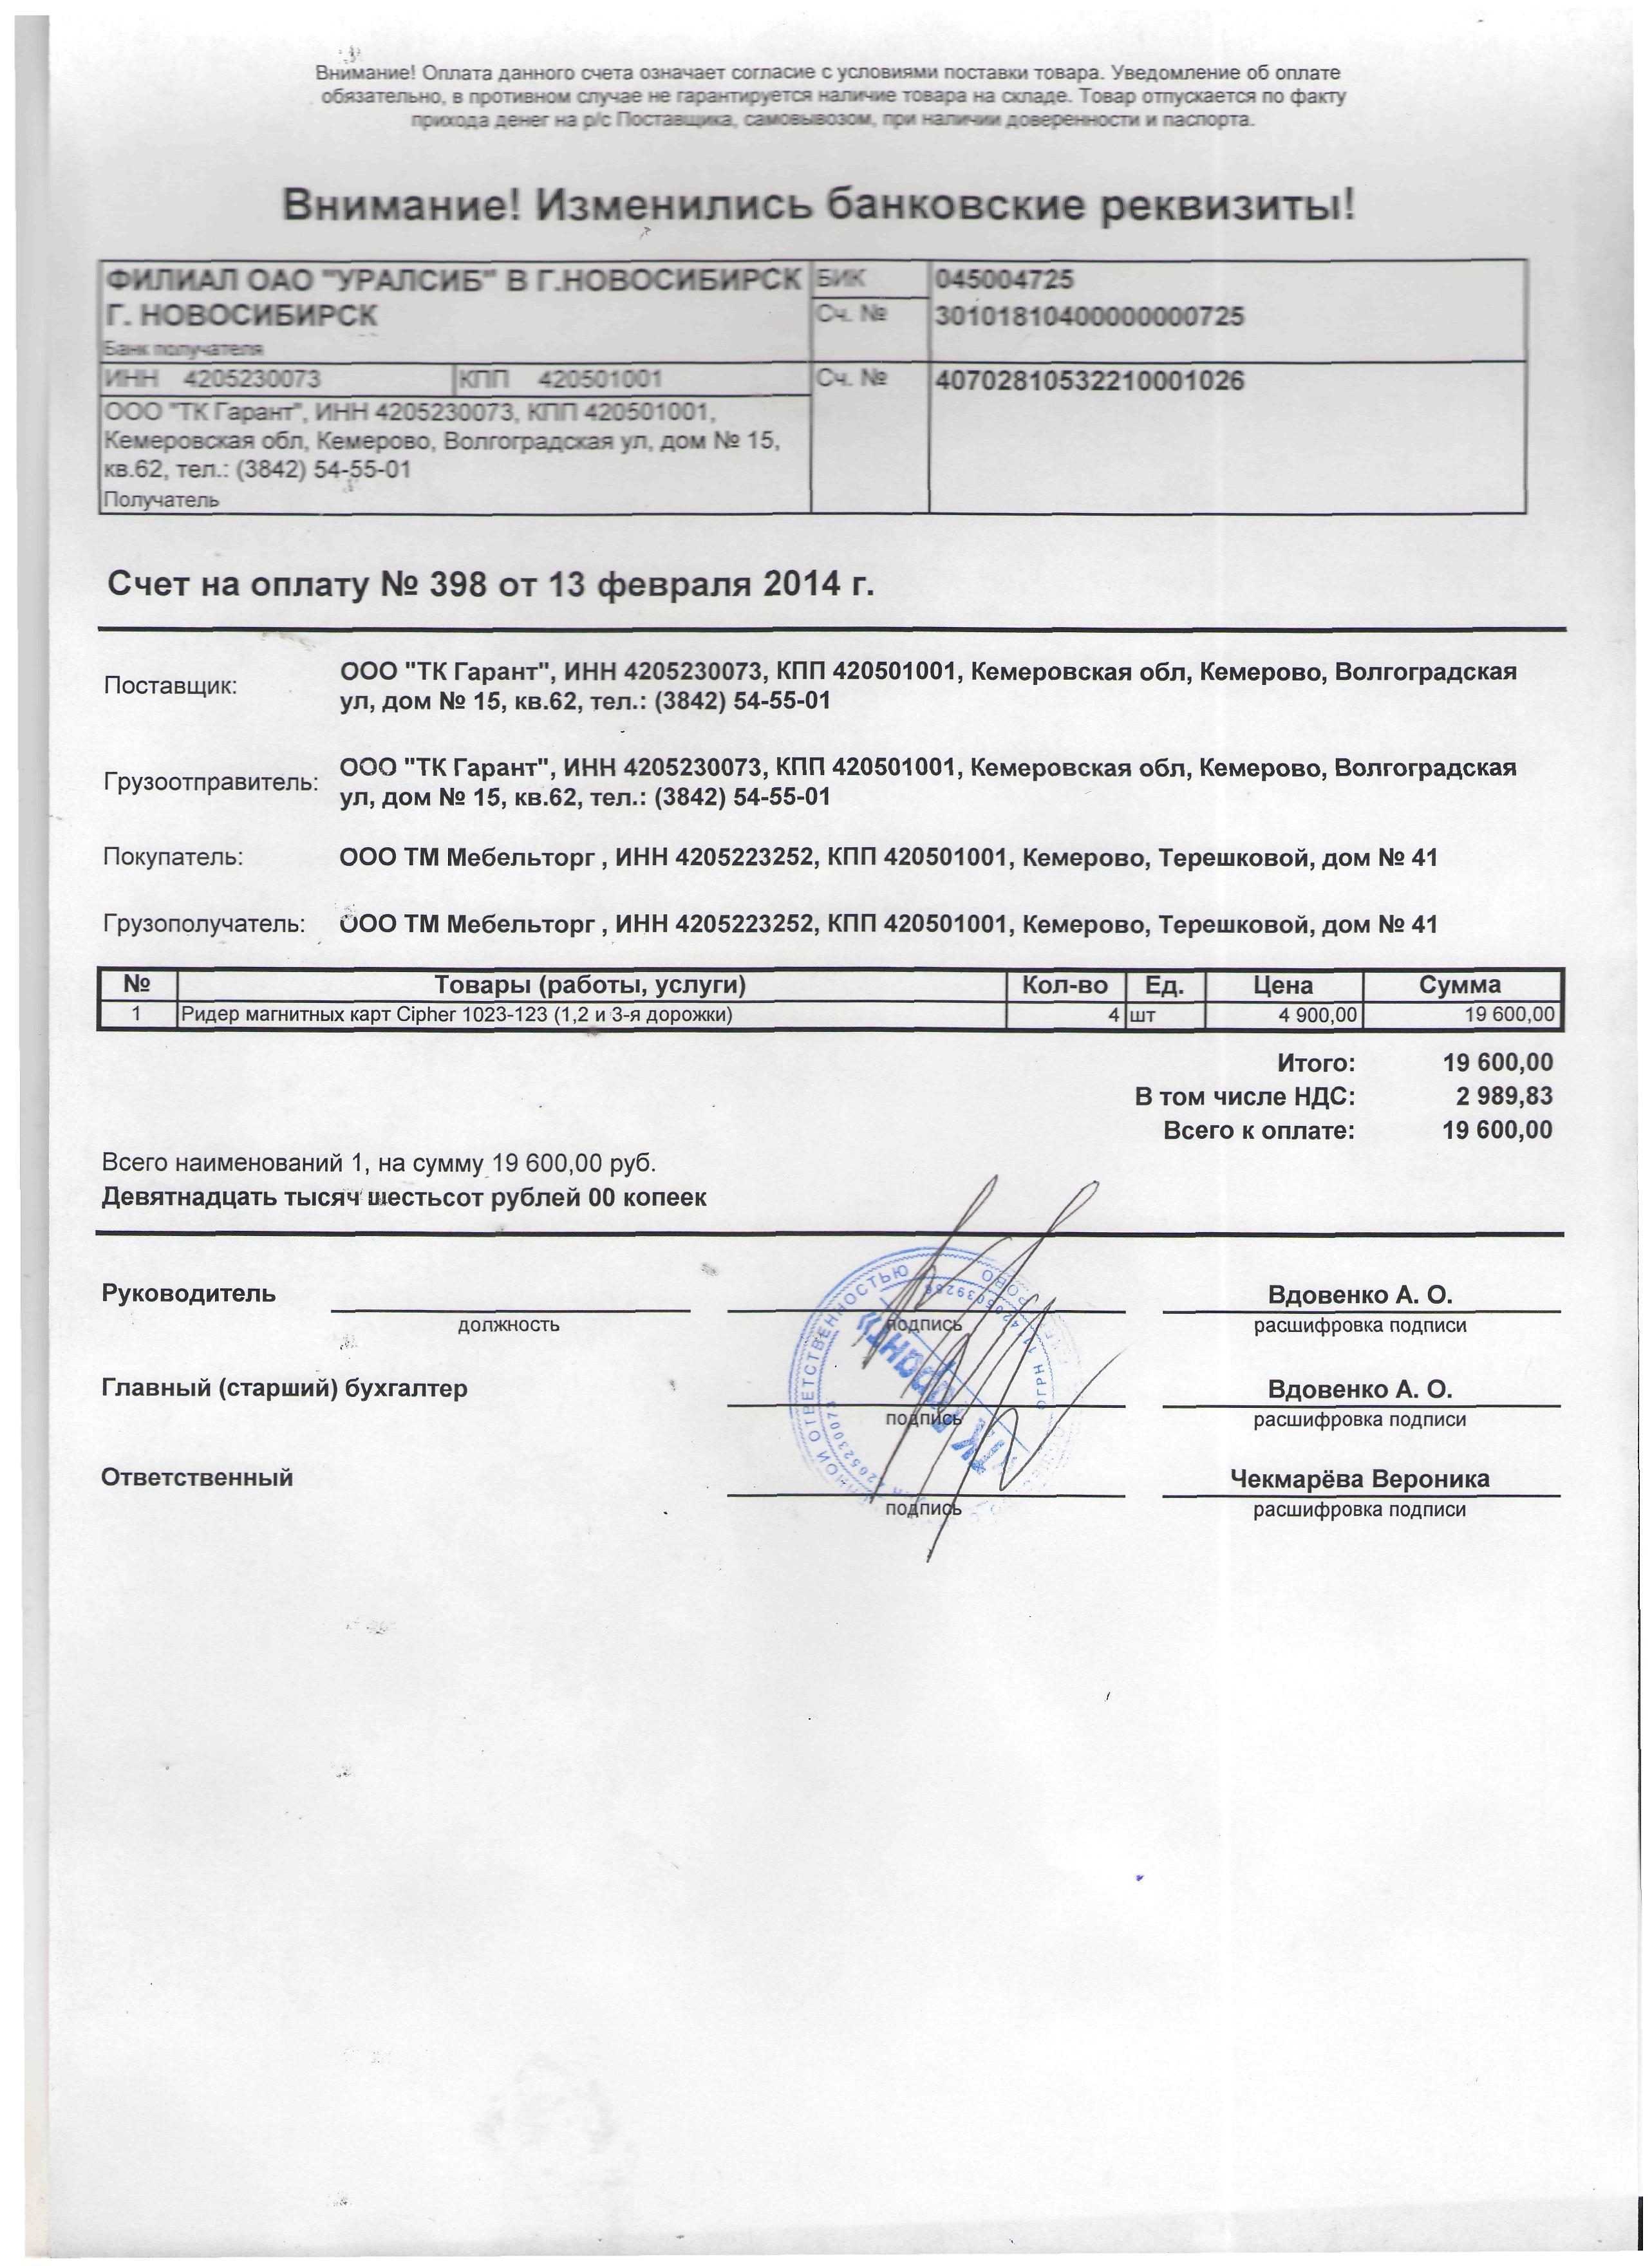 Внимание! Оплата данного счета означает согласие с условиями поставки товара. Уведомление об оплате
обязательно, в противном случае не гарантируется наличие товара на складе. Товар отпускается по факту
прихода денег на р/с Поставщика, самовывозом, при наличии доверенности и паспорта.
Внимание! Изменились банковские реквизиты!
ФИЛИАЛ ОАО "УРАЛСИБ" В Г.НОВОСИБИРСК БИК 045004725
Г. НОВОСИБИРСК Сч. № 30101810400000000725
Банк получателя
ИНН 4205230073 КПП 420501001 Сч. № 40702810532210001026
ООО "ТК Гарант", ИНН 4205230073, КПП 420501001,
Кемеровская обл, Кемерово, Волгоградская ул, дом № 15,
кв.62, тел.: (3842) 54-55-01
Получатель
Счет на оплату № 398 от 13 февраля 2014 г.
Поставщик: ООО "ТК Гарант", ИНН 4205230073, КПП 420501001, Кемеровская обл, Кемерово, Волгоградская
ул, дом № 15, кв.62, тел.: (3842) 54-55-01
Грузоотправитель: ООО "ТК Гарант", ИНН 4205230073, КПП 420501001, Кемеровская обл, Кемерово, Волгоградская
ул, дом № 15, кв.62, тел.: (3842) 54-55-01
Покупатель: ООО ТМ Мебельторг , ИНН 4205223252, КПП 420501001, Кемерово, Терешковой, дом № 41
Грузополучатель: ООО ТМ Мебельторг , ИНН 4205223252, КПП 420501001, Кемерово, Терешковой, дом № 41
№ Товары (работы, услуги) Кол-во Ед. Цена Сумма
1 Ридер магнитных карт Cipher 1023-123 (1,2 и 3-я дорожки) 4 шт 4 900,00 19 600,00
Итого: 19 600,00
В том числе НДС: 2 989,83
Всего к оплате: 19 600,00
Всего наименований 1, на сумму 19 600,00 руб.
Девятнадцать тысяч шестьсот рублей 00 копеек
Руководитель Вдовенко А. О.
должность подпись расшифровка подписи
Главный (старший) бухгалтер Вдовенко А. О.
подпись расшифровка подписи
Ответственный Чекмарёва Вероника
подпись расшифровка подписи
ОТВЕТСТВЕННОСТЬЮ